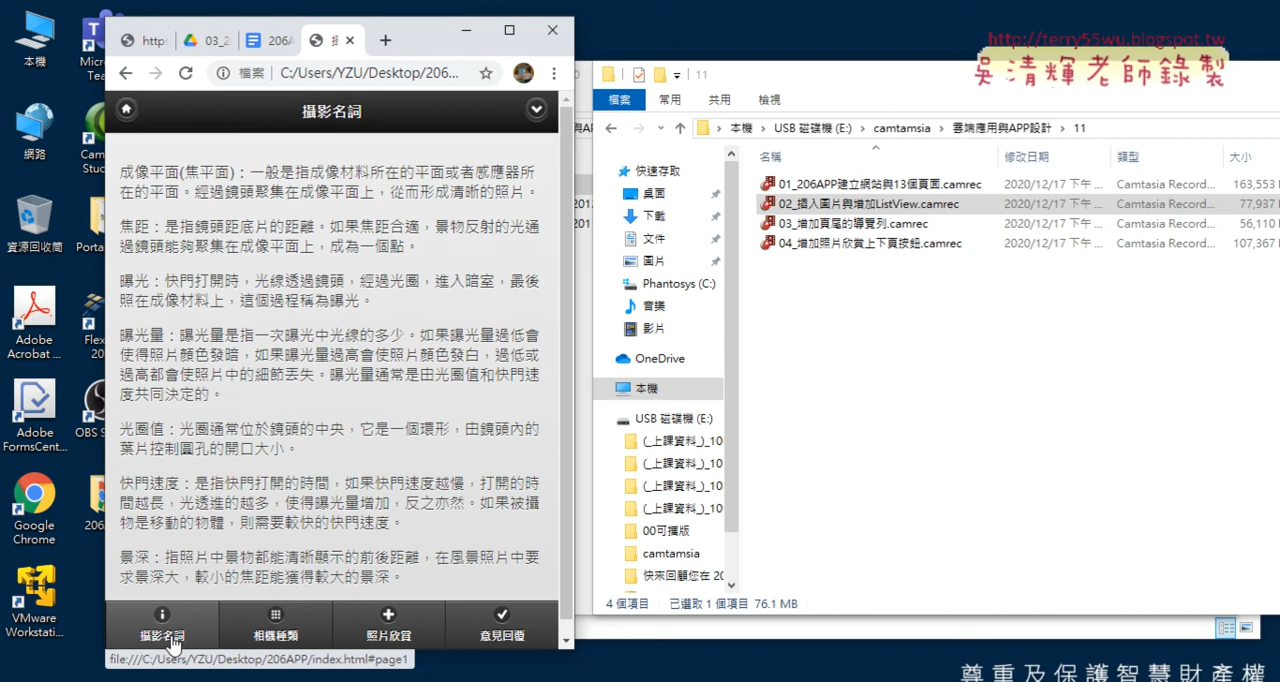 本機
網路
資源回收筒
Adobe
Acrobat ...
Adobe
FormsCent...
Google
Chrome
VMware
Workstati...
Micro
Tea
Cam
Stud
Porta
Flex
20
OBS S
206
http:
03_2
206A
檔案
C:/Users/YZU/Desktop/206...
攝影名詞
成像平面(焦平面)：一般是指成像材料所在的平面或者感應器所
在的平面。經過鏡頭聚集在成像平面上，從而形成清晰的照片。
焦距：是指鏡頭距底片的距離。如果焦距合適，景物反射的光通
過鏡頭能夠聚集在成像平面上，成為一個點。
曝光：快門打開時，光線透過鏡頭，經過光圈，進入暗室，最後
照在成像材料上，這個過程稱為曝光。
曝光量：曝光量是指一次曝光中光線的多少。如果曝光量過低會
使得照片顏色發暗，如果曝光量過高會使照片顏色發白，過低或
過高都會使照片中的細節丟失。曝光量通常是由光圈值和快門速
度共同決定的。
光圈值：光圈通常位於鏡頭的中央，它是一個環形，由鏡頭內的
葉片控制圓孔的開口大小。
快門速度：是指快門打開的時間，如果快門速度越慢，打開的時
間越長，光透進的越多，使得曝光量增加，反之亦然。如果被攝
物是移動的物體，則需要較快的快門速度。
景深：指照片中景物都能清晰顯示的前後距離，在風景照片中要
求景深大，較小的焦距能獲得較大的景深。
攝影名詞
相機種類
照片欣賞
意見回覆
file:///C:/Users/YZU/Desktop/206APP/index.html#page1
http://terry55wu.blogspot.tw
吳清輝老師錄製
11
檔案 常用 共用 檢視
本機 > USB 磁碟機 (E:) > camtamsia > 雲端應用與APP設計 > 11
名稱 修改日期 類型 大小
01_206APP建立網站與13個頁面.camrec 2020/12/17 下午 ... Camtasia Record... 163,553
02_插入圖片與增加ListView.camrec 2020/12/17 下午 ... Camtasia Record... 77,937
03_增加頁尾的導覽列.camrec 2020/12/17 下午 ... Camtasia Record... 56,110
04_增加照片欣賞上下頁按鈕.camrec 2020/12/17 下午 ... Camtasia Record... 107,367
快速存取
桌面
下載
文件
圖片
Phantosys (C:)
音樂
影片
OneDrive
本機
USB 磁碟機 (E:)
(_上課資料_)_10
(_上課資料_)_10
(_上課資料_)_10
(_上課資料_)_10
00可攜版
camtamsia
快來回顧您在 20
4 個項目 已選取 1 個項目 76.1 MB
尊重及保護智慧財產權